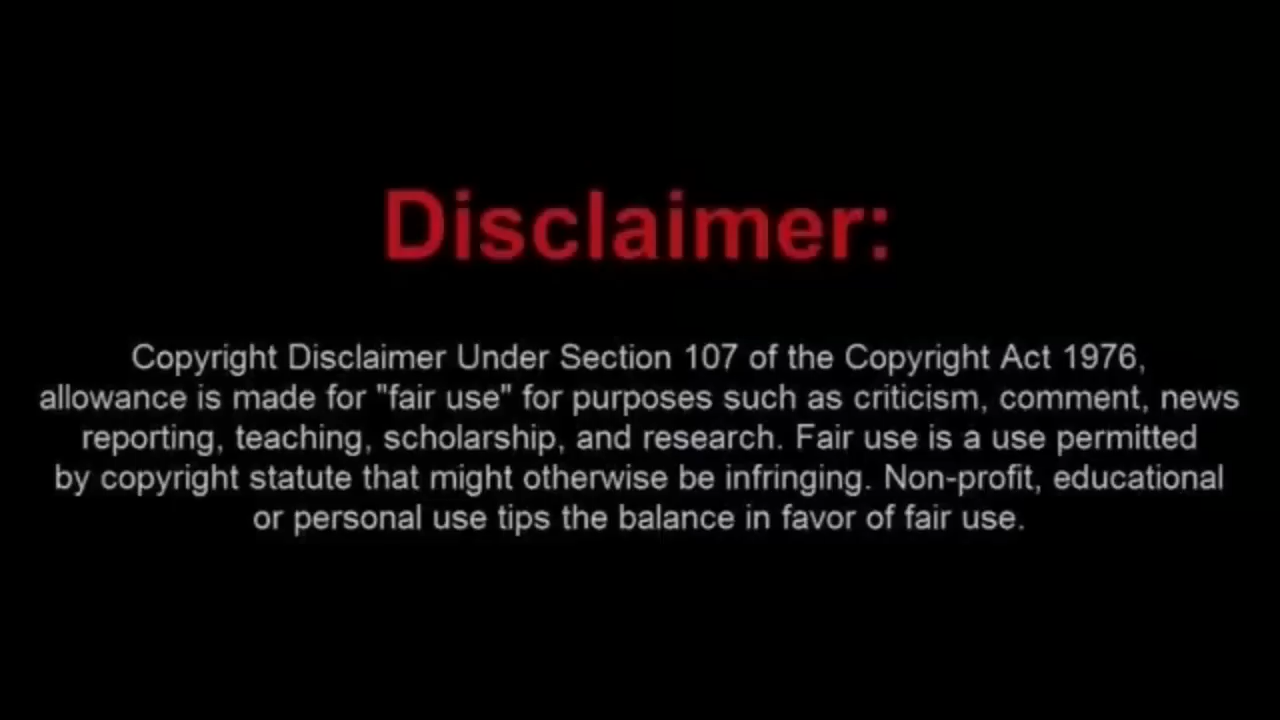 Disclaimer:
Copyright Disclaimer Under Section 107 of the Copyright Act 1976,
allowance is made for "fair use" for purposes such as criticism, comment, news
reporting, teaching, scholarship, and research. Fair use is a use permitted
by copyright statute that might otherwise be infringing. Non-profit, educational
or personal use tips the balance in favor of fair use.